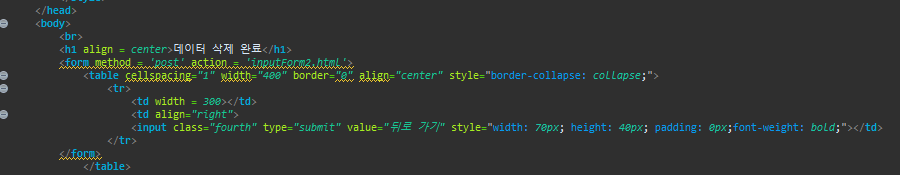 </head>
<body>
<br>
<h1 align = center>데이터 삭제 완료</h1>
<form method = 'post' action = 'inputForm2.html'>
<table cellspacing="1" width="400" border="0" align="center" style="border-collapse: collapse;">
<tr>
<td width = 300></td>
<td align="right">
<input class="fourth" type="submit" value="뒤로 가기" style="width: 70px; height: 40px; padding: 0px;font-weight: bold;"></td>
</tr>
</form>
</table>